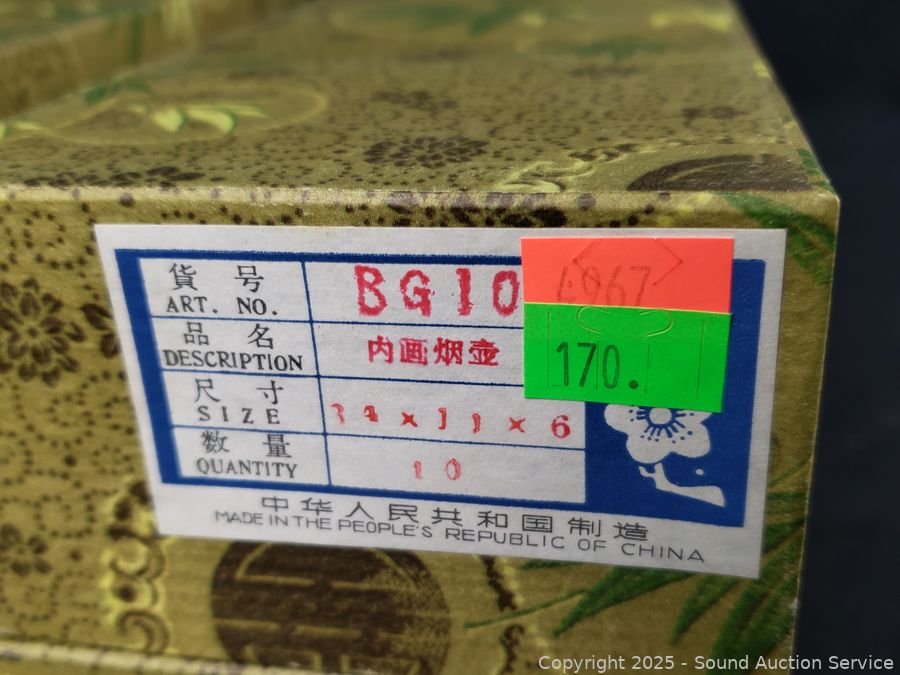 貨 号
ART. NO.
BG10
4967
品 名
DESCRIPTION
内画烟壶
170.
尺 寸
SIZE
x 11 x 6
数 量
QUANTITY
10
中华人民共和国制造
MADE IN THE PEOPLE'S REPUBLIC OF CHINA
Copyright 2025 - Sound Auction Service